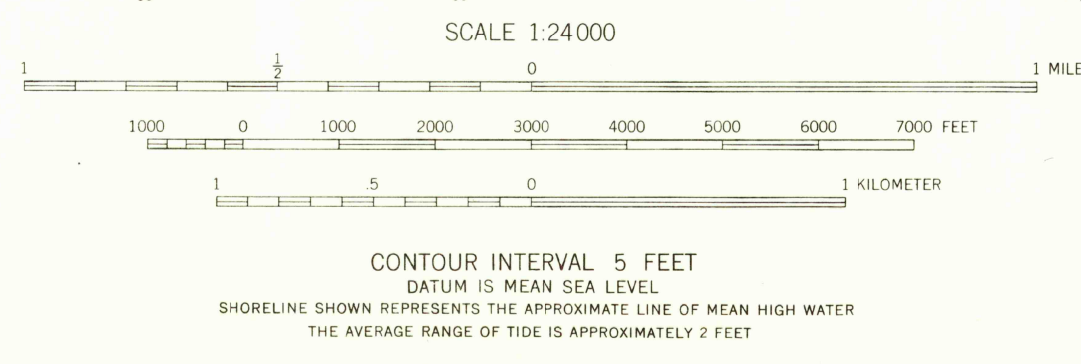 SCALE 1:24000
1 1/2 0 1 MILE
1000 0 1000 2000 3000 4000 5000 6000 7000 FEET
1 .5 0 1 KILOMETER
CONTOUR INTERVAL 5 FEET
DATUM IS MEAN SEA LEVEL
SHORELINE SHOWN REPRESENTS THE APPROXIMATE LINE OF MEAN HIGH WATER
THE AVERAGE RANGE OF TIDE IS APPROXIMATELY 2 FEET